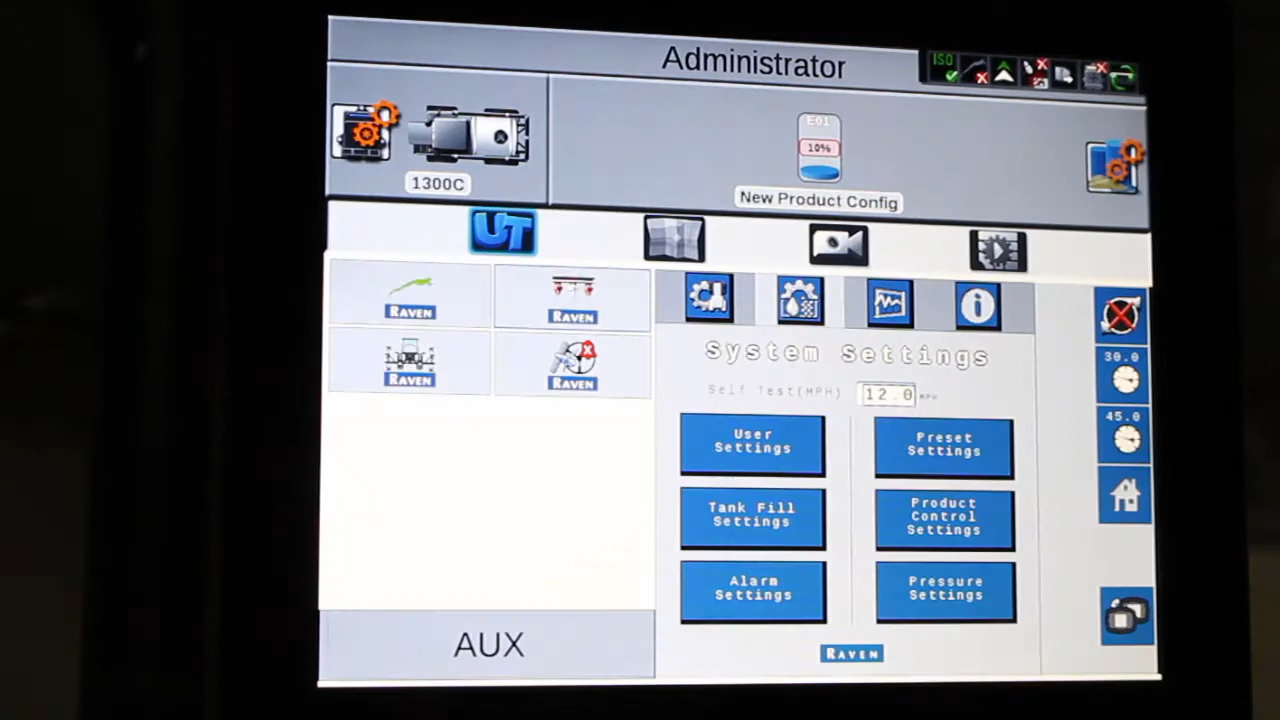 Administrator
ISO
1300C
E01
10%
New Product Config
UT
RAVEN
RAVEN
RAVEN
RAVEN
System Settings
Self Test(MPH) 12.0 MPH
User
Settings
Preset
Settings
Tank Fill
Settings
Product
Control
Settings
Alarm
Settings
Pressure
Settings
RAVEN
30.0
45.0
AUX